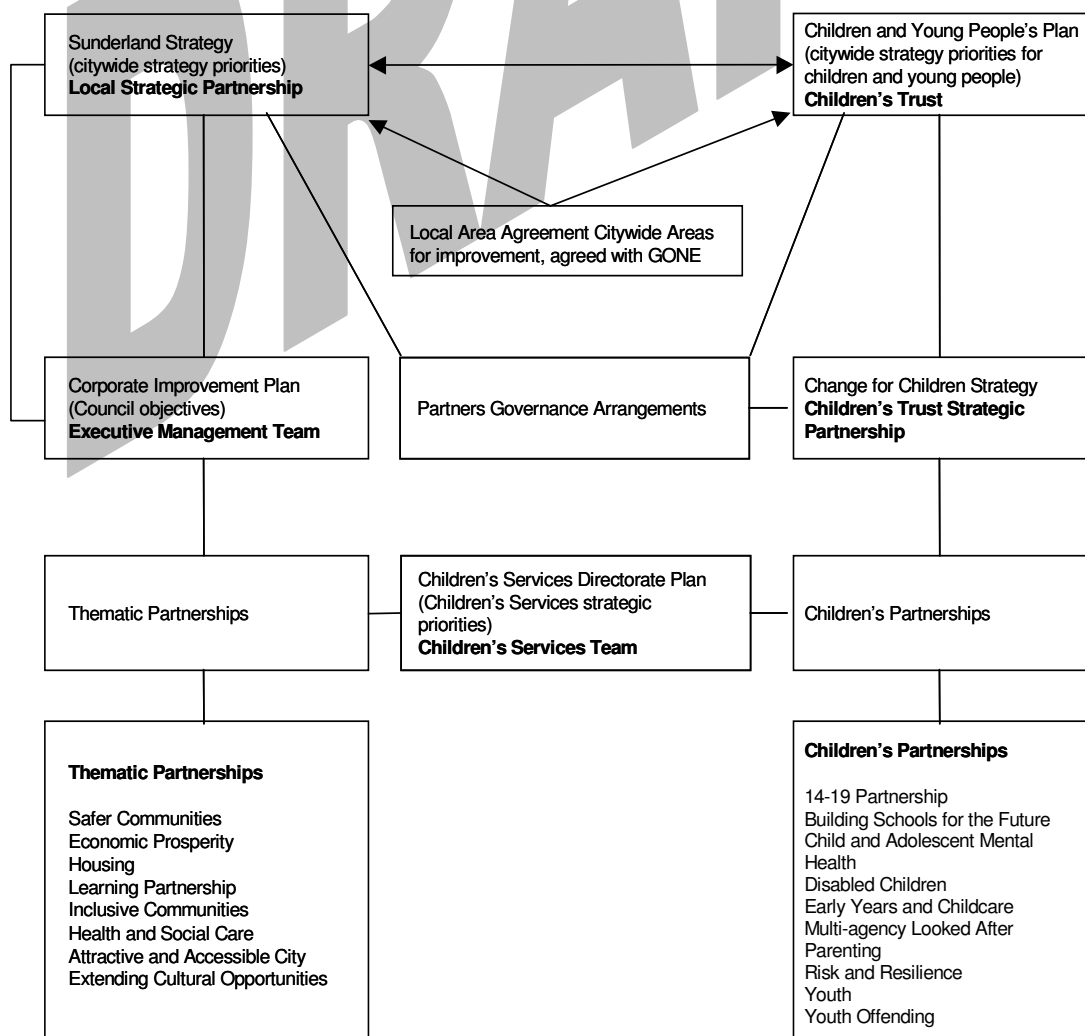 DRAFT
Sunderland Strategy
(citywide strategy priorities)
Local Strategic Partnership
Children and Young People's Plan
(citywide strategy priorities for
children and young people)
Children's Trust
Local Area Agreement Citywide Areas
for improvement, agreed with GONE
Corporate Improvement Plan
(Council objectives)
Executive Management Team
Partners Governance Arrangements
Change for Children Strategy
Children's Trust Strategic
Partnership
Thematic Partnerships
Children's Services Directorate Plan
(Children's Services strategic
priorities)
Children's Services Team
Children's Partnerships
Thematic Partnerships
Safer Communities
Economic Prosperity
Housing
Learning Partnership
Inclusive Communities
Health and Social Care
Attractive and Accessible City
Extending Cultural Opportunities
Children's Partnerships
14-19 Partnership
Building Schools for the Future
Child and Adolescent Mental
Health
Disabled Children
Early Years and Childcare
Multi-agency Looked After
Parenting
Risk and Resilience
Youth
Youth Offending